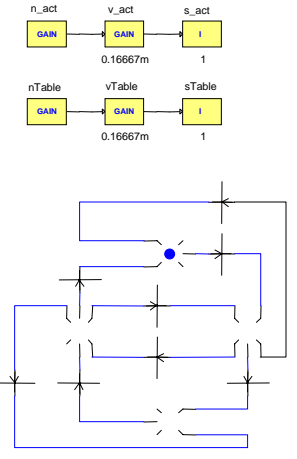 n_act v_act s_act
GAIN GAIN I
0.16667m 1
nTable vTable sTable
GAIN GAIN I
0.16667m 1